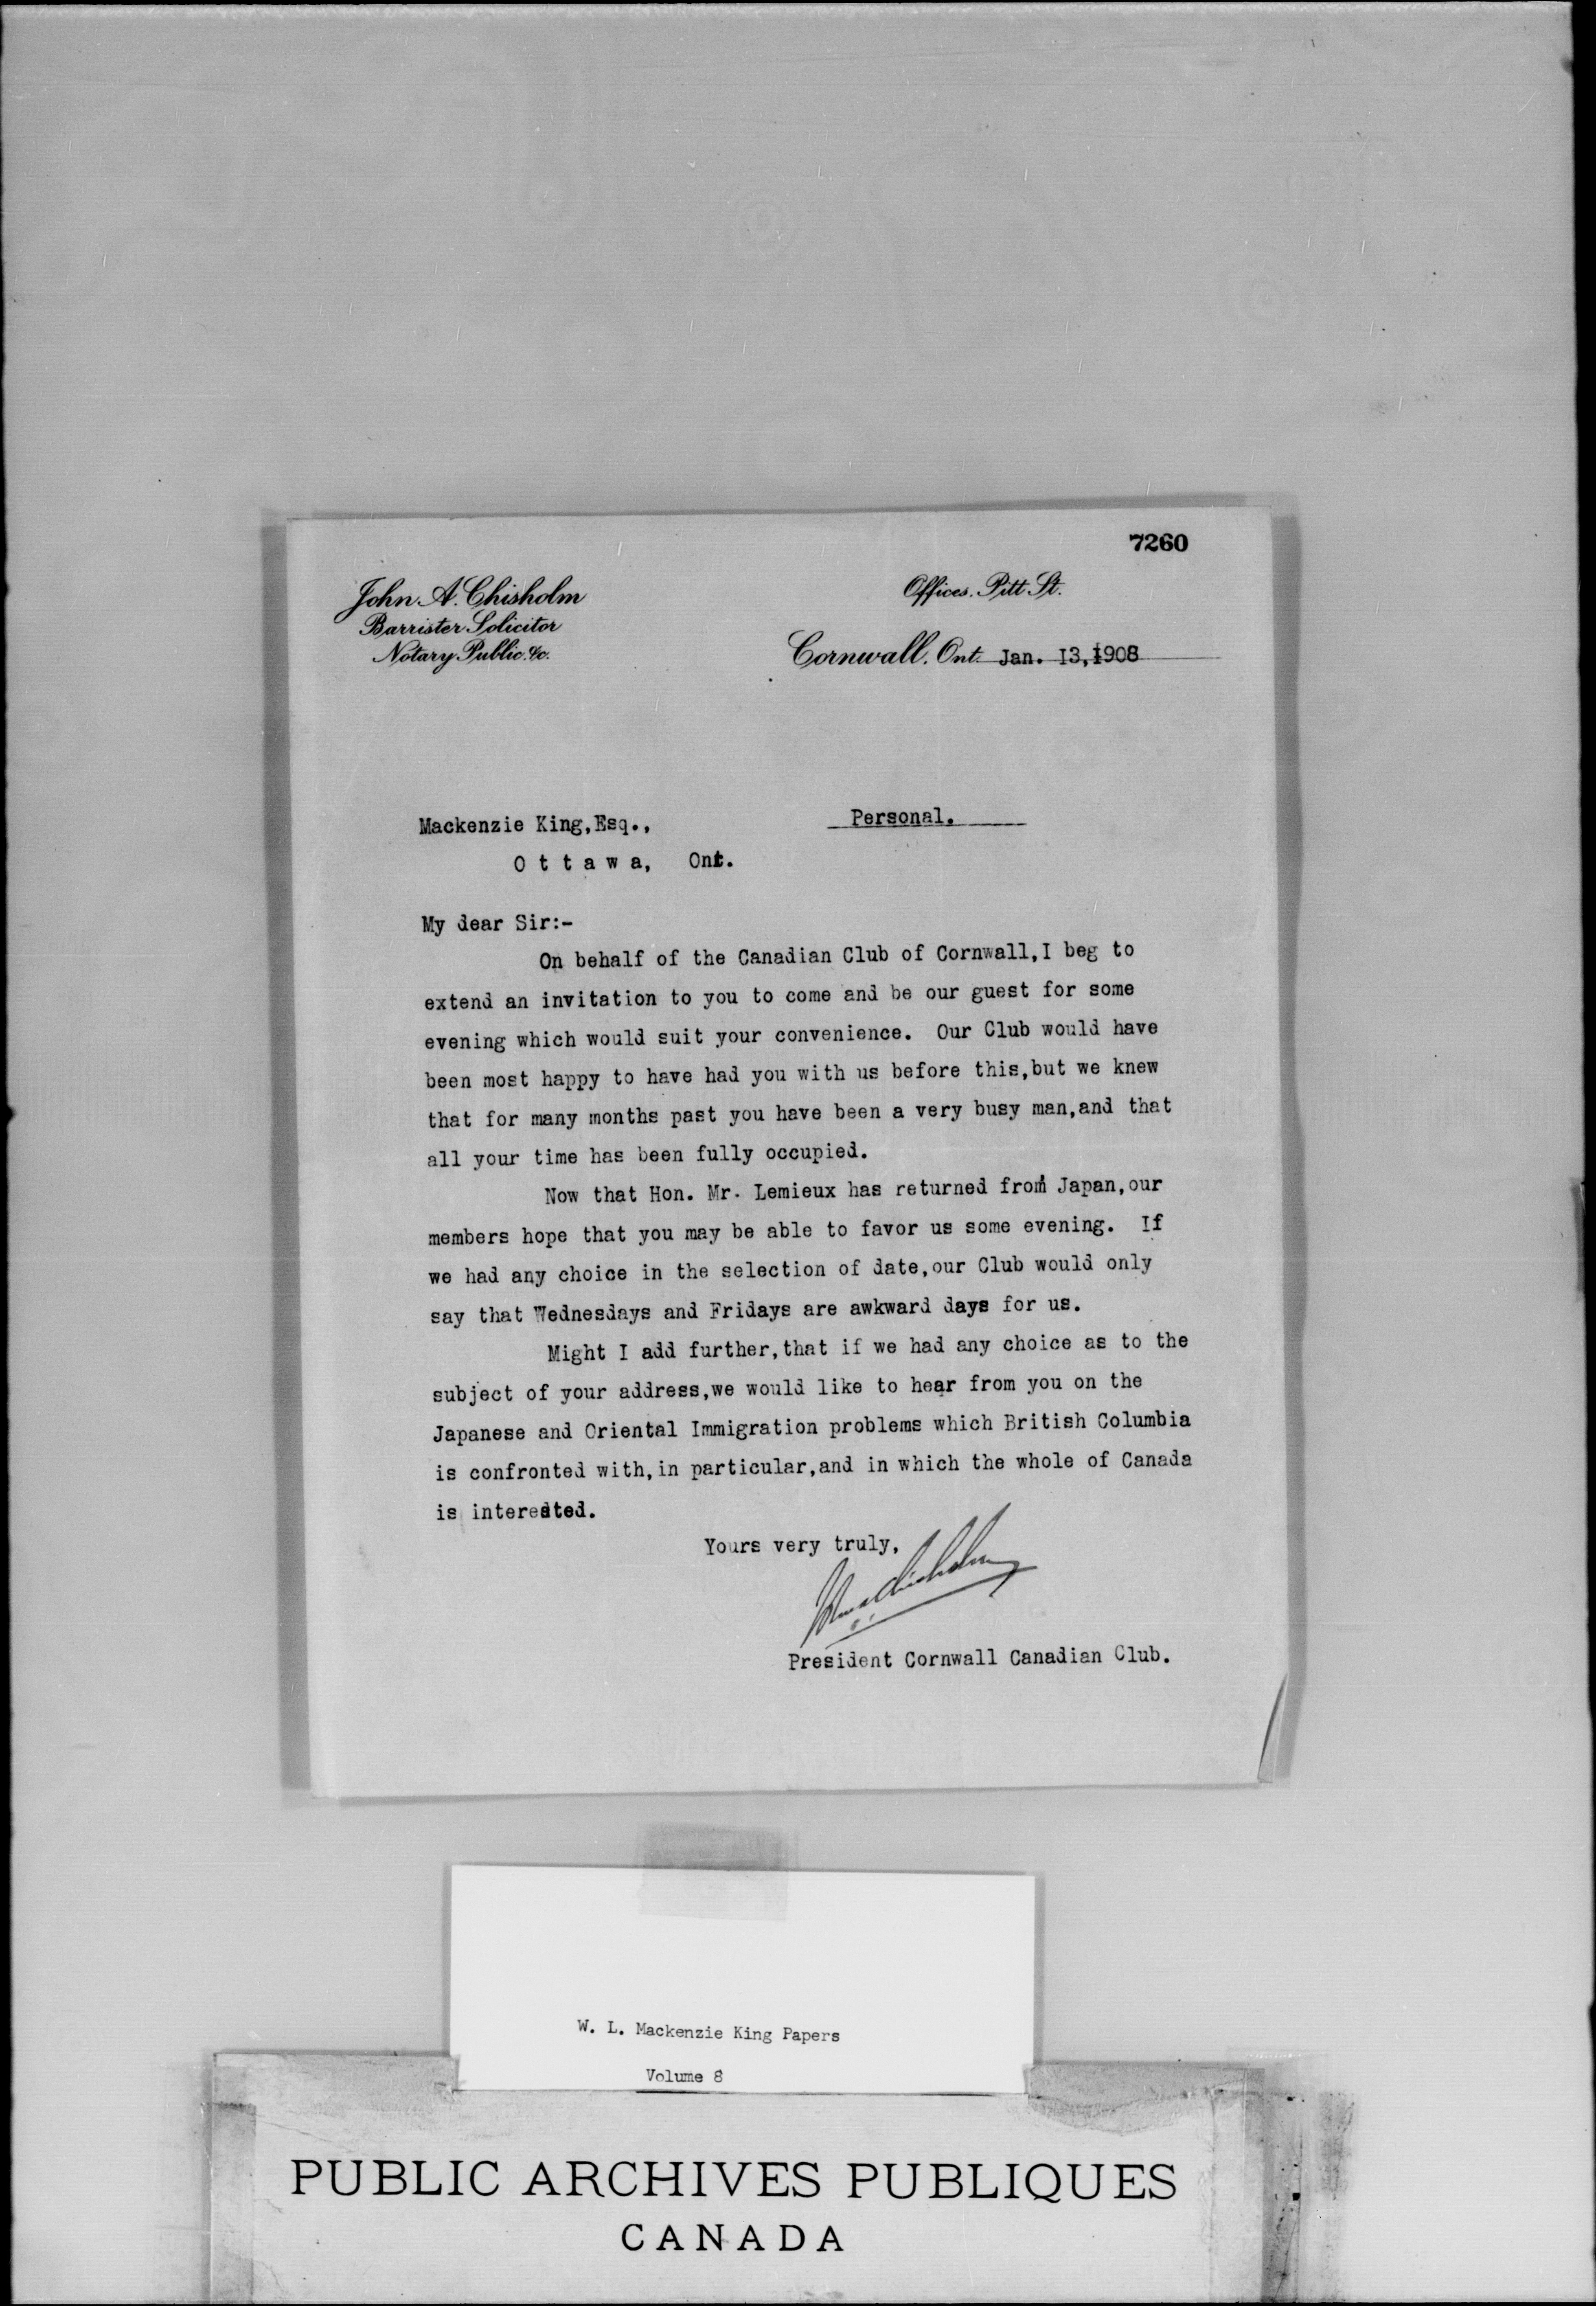 7260
John A. Chisholm
Barrister Solicitor
Notary Public. &c.
Offices. Pitt St.
Cornwall, Ont. Jan. I3,1908
Personal.
Mackenzie King,Esq.,
O t t a w a, Ont.
My dear Sir:-
On behalf of the Canadian Club of Cornwall,I beg to
extend an invitation to you to come and be our guest for some
evening which would suit your convenience. Our Club would have
been most happy to have had you with us before this,but we knew
that for many months past you have been a very busy man,and that
all your time has been fully occupied.
Now that Hon. Mr. Lemieux has returned from Japan,our
members hope that you may be able to favor us some evening. If
we had any choice in the selection of date,our Club would only
say that Wednesdays and Fridays are awkward days for us.
Might I add further,that if we had any choice as to the
subject of your address,we would like to hear from you on the
Japanese and Oriental Immigration problems which British Columbia
is confronted with,in particular,and in which the whole of Canada
is interested.
Yours very truly,
John A Chisholm
President Cornwall Canadian Club.
W. L. Mackenzie King Papers
Volume 8
PUBLIC ARCHIVES PUBLIQUES
CANADA